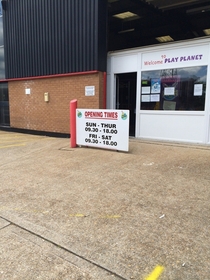 Welcome PLAY PLANET
OPENING TIMES
SUN - THUR
09.30 - 18.00
FRI - SAT
09.30 - 18.00